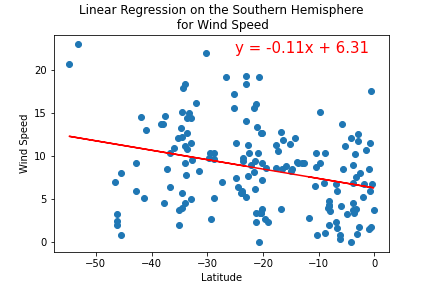 Linear Regression on the Southern Hemisphere
for Wind Speed
y = -0.11x + 6.31
Wind Speed
20
15
10
5
0
−50
−40
−30
−20
−10
0
Latitude